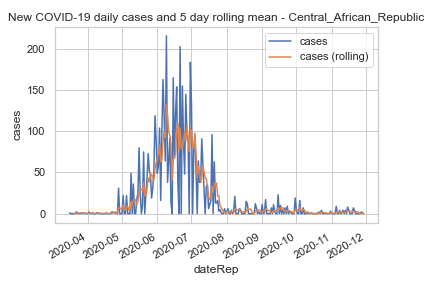 New COVID-19 daily cases and 5 day rolling mean - Central_African_Republic
cases
cases (rolling)
200
150
100
50
0
cases
2020-04
2020-05
2020-06
2020-07
2020-08
2020-09
2020-10
2020-11
2020-12
dateRep